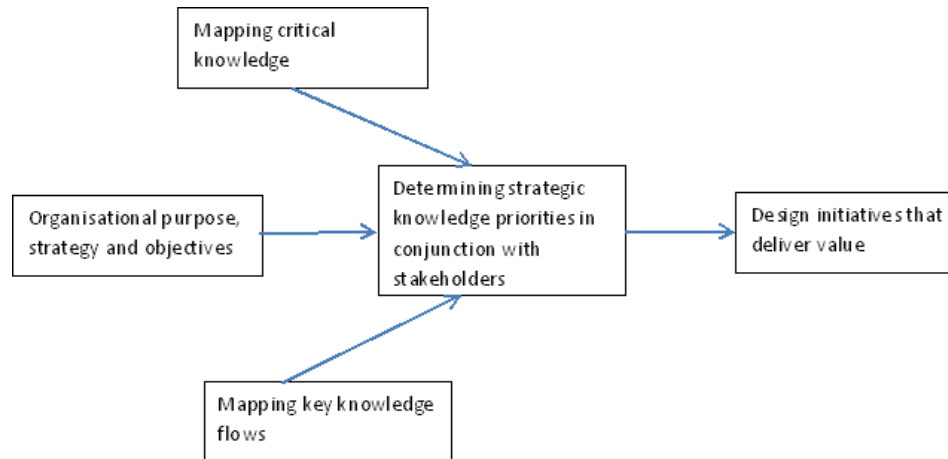 Mapping critical
knowledge
Organisational purpose,
strategy and objectives
Determining strategic
knowledge priorities in
conjunction with
stakeholders
Design initiatives that
deliver value
Mapping key knowledge
flows